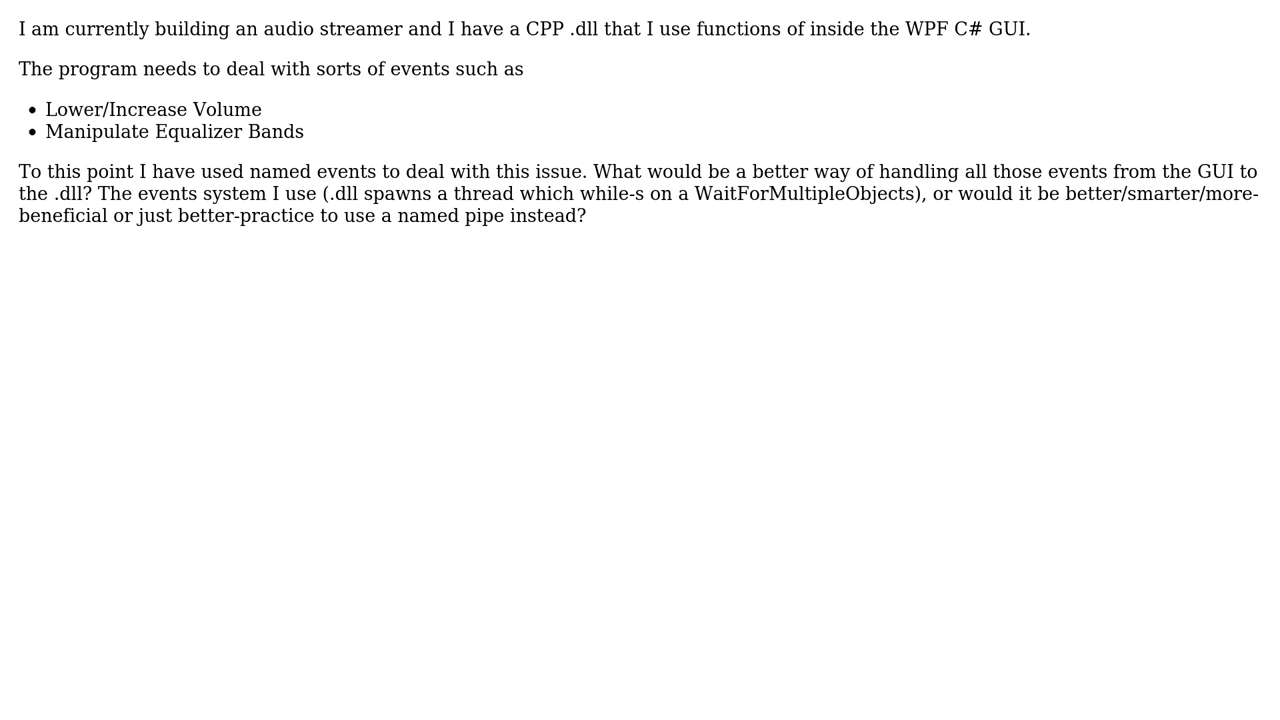 I am currently building an audio streamer and I have a CPP .dll that I use functions of inside the WPF C# GUI.
The program needs to deal with sorts of events such as
• Lower/Increase Volume
• Manipulate Equalizer Bands
To this point I have used named events to deal with this issue. What would be a better way of handling all those events from the GUI to
the .dll? The events system I use (.dll spawns a thread which while-s on a WaitForMultipleObjects), or would it be better/smarter/more-
beneficial or just better-practice to use a named pipe instead?